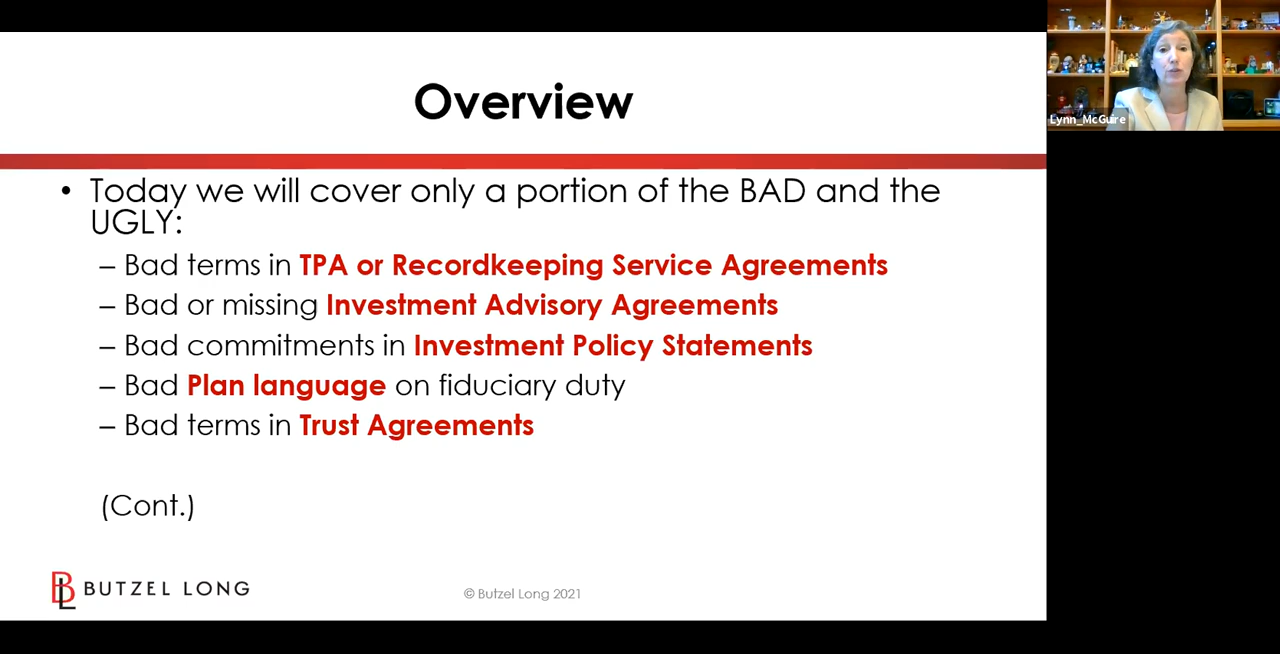 Overview
• Today we will cover only a portion of the BAD and the
UGLY:
– Bad terms in TPA or Recordkeeping Service Agreements
– Bad or missing Investment Advisory Agreements
– Bad commitments in Investment Policy Statements
– Bad Plan language on fiduciary duty
– Bad terms in Trust Agreements
(Cont.)
BL BUTZEL LONG
© Butzel Long 2021
Lynn_McGuire